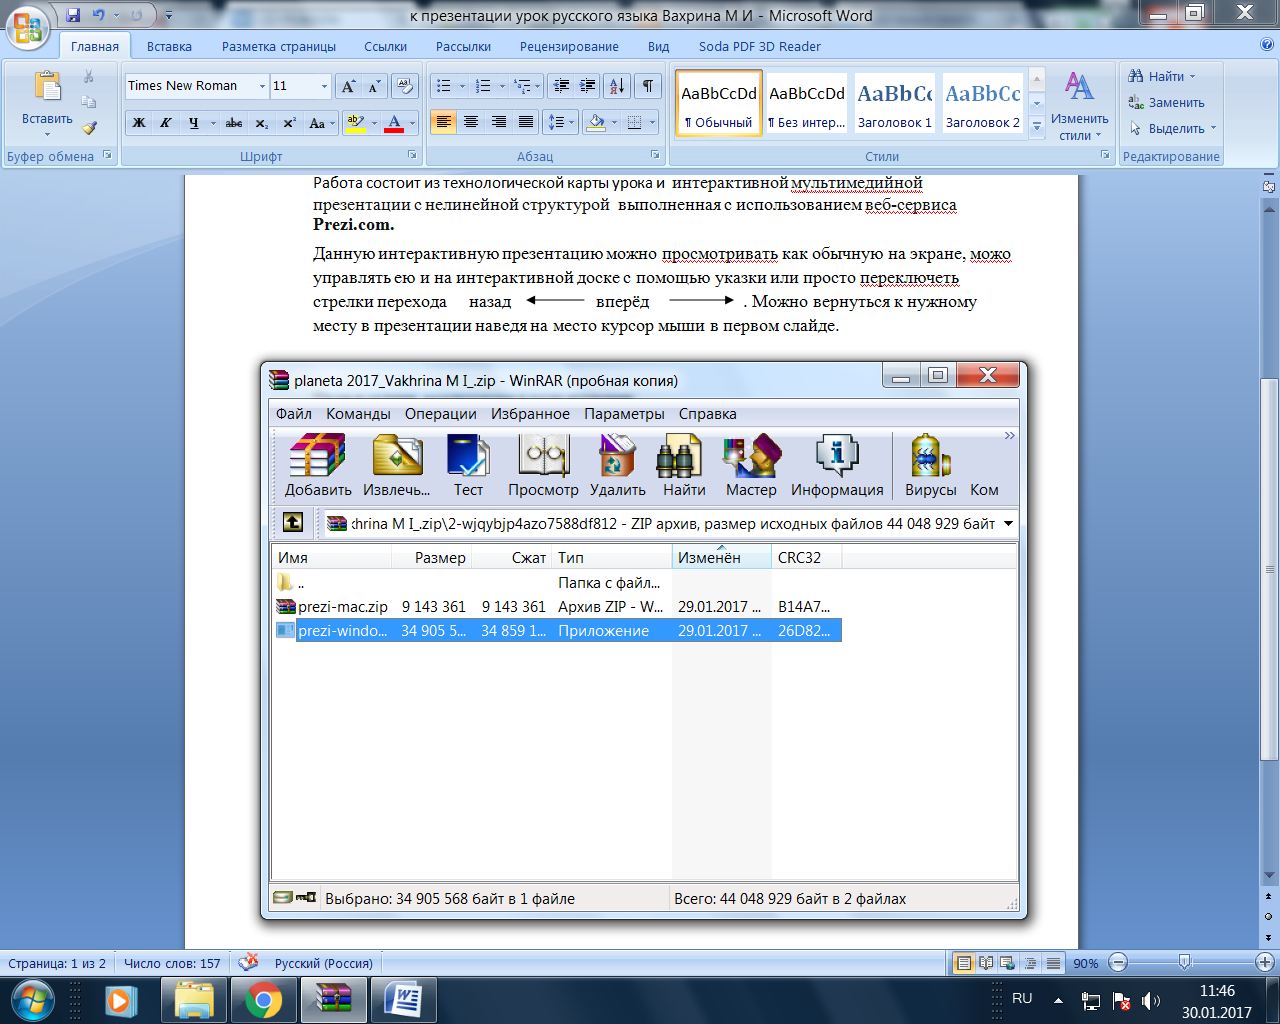 к презентации урок русского языка Вахрина М И - Microsoft Word
Главная Вставка Разметка страницы Ссылки Рассылки Рецензирование Вид Soda PDF 3D Reader
Times New Roman 11
AaBbCcDd AaBbCcDd AaBbCc AaBbCc
Вставить
¶ Обычный ¶ Без интер... Заголовок 1 Заголовок 2
Изменить стили
Найти
Заменить
Выделить
Ж К Ч abc x₂ x² Aa
Буфер обмена Шрифт Абзац Стили Редактирование
Работа состоит из технологической карты урока и интерактивной мультимедийной
презентации с нелинейной структурой выполненная с использованием веб-сервиса
Prezi.com.
Данную интерактивную презентацию можно просмотривать как обычную на экране, можо
управлять ею и на интерактивной доске с помощью указки или просто переключеть
стрелки перехода назад вперёд . Можно вернуться к нужному
месту в презентации наведя на место курсор мыши в первом слайде.
planeta 2017_Vakhrina M I_.zip - WinRAR (пробная копия)
Файл Команды Операции Избранное Параметры Справка
Добавить Извлечь... Тест Просмотр Удалить Найти Мастер Информация Вирусы Ком
khrina M I_.zip\2-wjqybjp4azo7588df812 - ZIP архив, размер исходных файлов 44 048 929 байт
Имя Размер Сжат Тип Изменён CRC32
.. Папка с файл...
prezi-mac.zip 9 143 361 9 143 361 Архив ZIP - W... 29.01.2017 ... B14A7...
prezi-windo... 34 905 5... 34 859 1... Приложение 29.01.2017 ... 26D82...
Выбрано: 34 905 568 байт в 1 файле Всего: 44 048 929 байт в 2 файлах
Страница: 1 из 2 Число слов: 157 Русский (Россия) 90%
RU 11:46
30.01.2017